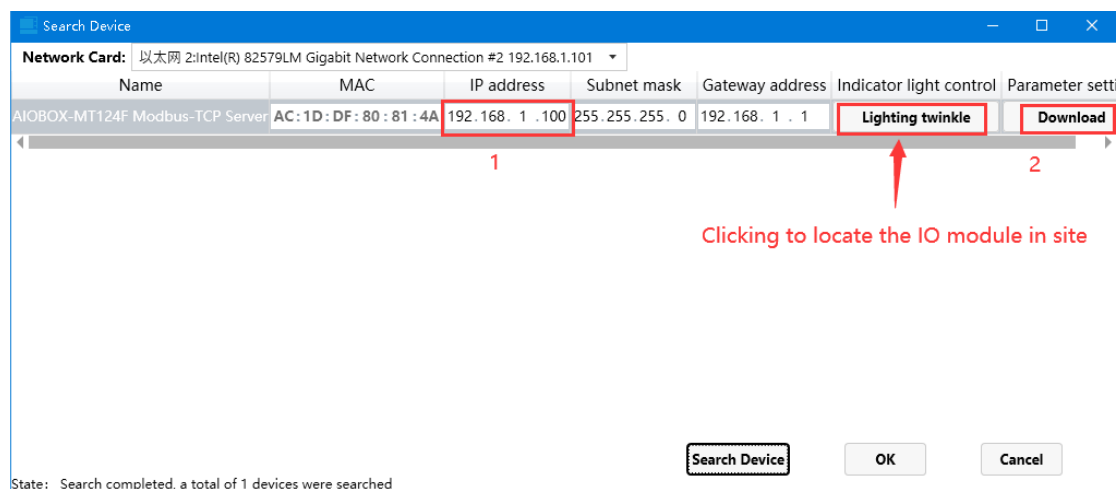 Search Device
Network Card: 以太网 2:Intel(R) 82579LM Gigabit Network Connection #2 192.168.1.101
Name MAC IP address Subnet mask Gateway address Indicator light control Parameter setti
AIOBOX-MT124F Modbus-TCP Server AC:1D:DF:80:81:4A 192.168. 1 .100 255.255.255. 0 192.168. 1 . 1 Lighting twinkle Download
1 2
Clicking to locate the IO module in site
Search Device OK Cancel
State: Search completed, a total of 1 devices were searched